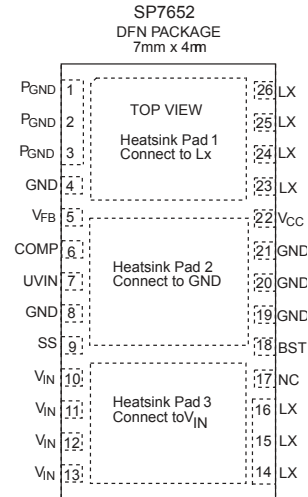 SP7652
DFN PACKAGE
7mm x 4mm
TOP VIEW
Heatsink Pad 1
Connect to Lx
Heatsink Pad 2
Connect to GND
Heatsink Pad 3
Connect toVIN
PGND 1
PGND 2
PGND 3
GND 4
VFB 5
COMP 6
UVIN 7
GND 8
SS 9
VIN 10
VIN 11
VIN 12
VIN 13
26 LX
25 LX
24 LX
23 LX
22 VCC
21 GND
20 GND
19 GND
18 BST
17 NC
16 LX
15 LX
14 LX